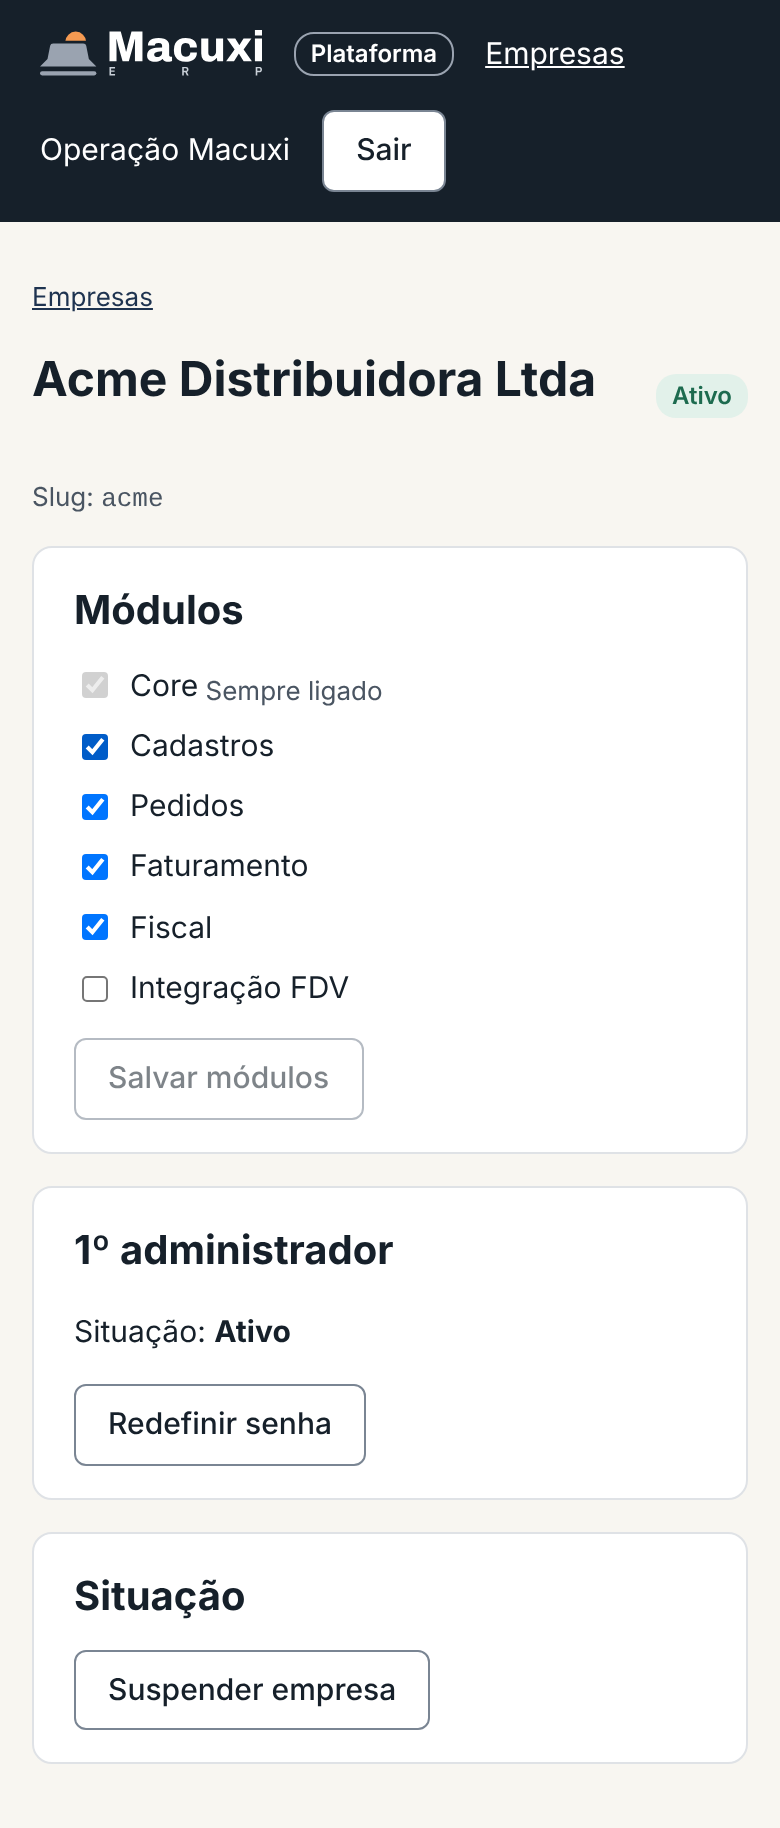 Macuxi
E R P
Plataforma
Empresas
Operação Macuxi
Sair
Empresas
Acme Distribuidora Ltda
Ativo
Slug: acme
Módulos
Core Sempre ligado
Cadastros
Pedidos
Faturamento
Fiscal
Integração FDV
Salvar módulos
1º administrador
Situação: Ativo
Redefinir senha
Situação
Suspender empresa